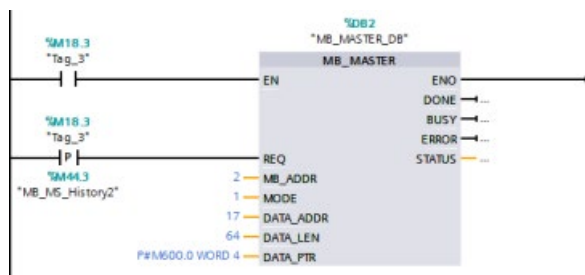 %DB2
"MB_MASTER_DB"
%M18.3
"Tag_3"
MB_MASTER
EN
ENO
DONE
...
BUSY
...
ERROR
...
%M18.3
"Tag_3"
P
REQ
STATUS
...
%M44.3
"MB_MS_History2"
2
MB_ADDR
1
MODE
17
DATA_ADDR
64
DATA_LEN
P#M600.0 WORD 4
DATA_PTR